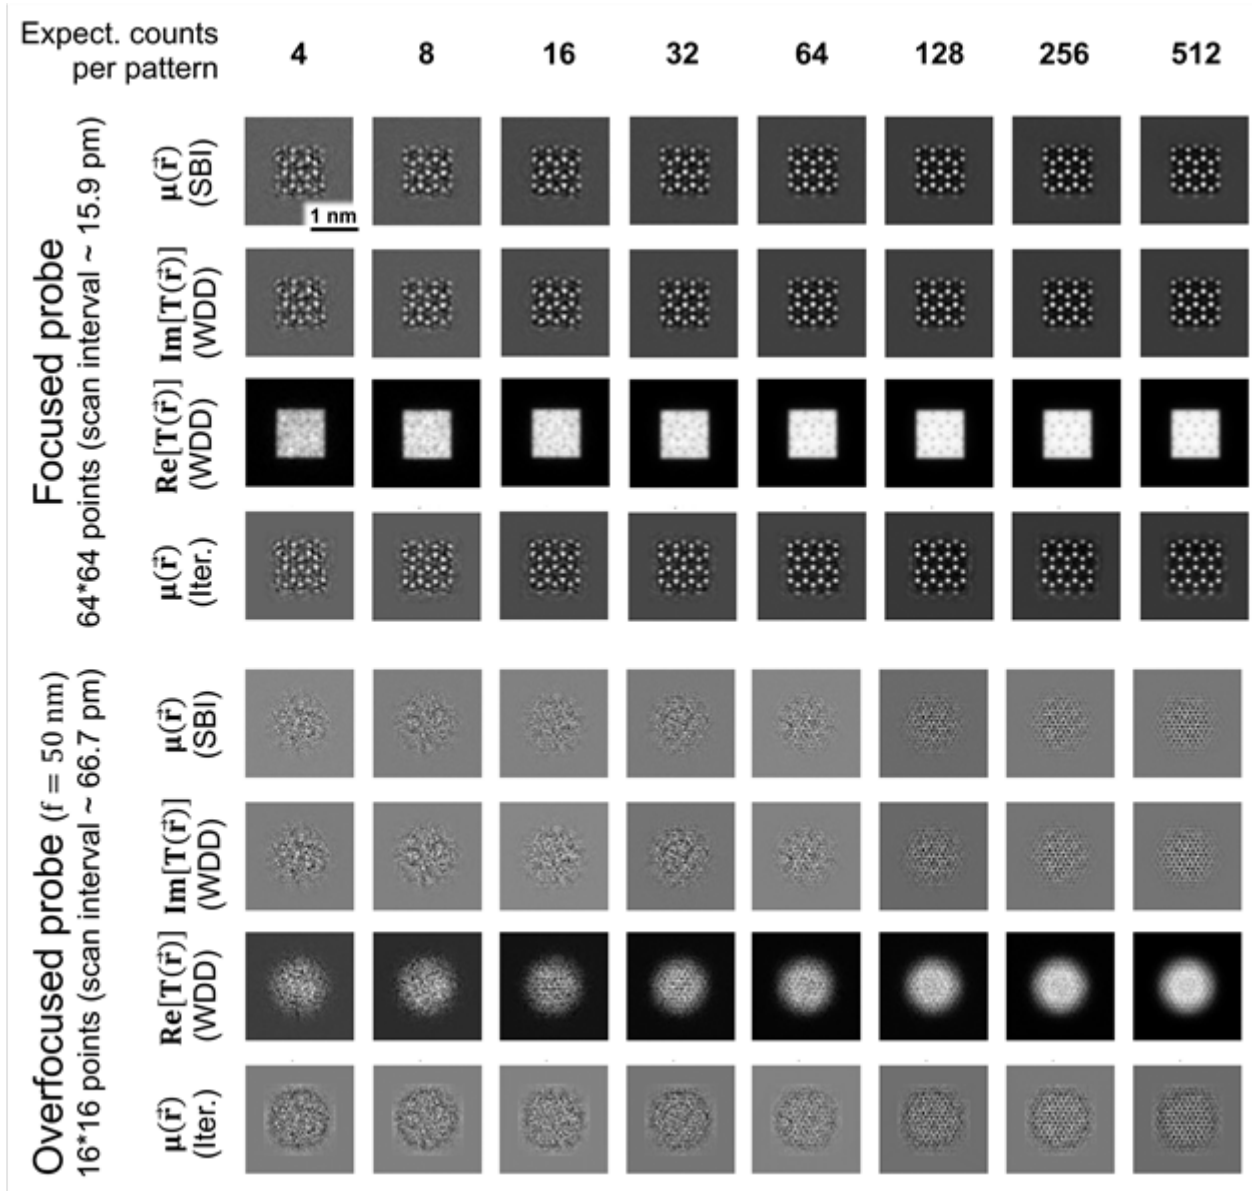 Expect. counts
per pattern
4 8 16 32 64 128 256 512
Focused probe
64*64 points (scan interval ~ 15.9 pm)
μ(r⃗)
(SBI)
1 nm
Im[T(r⃗)]
(WDD)
Re[T(r⃗)]
(WDD)
μ(r⃗)
(Iter.)
Overfocused probe (f = 50 nm)
16*16 points (scan interval ~ 66.7 pm)
μ(r⃗)
(SBI)
Im[T(r⃗)]
(WDD)
Re[T(r⃗)]
(WDD)
μ(r⃗)
(Iter.)